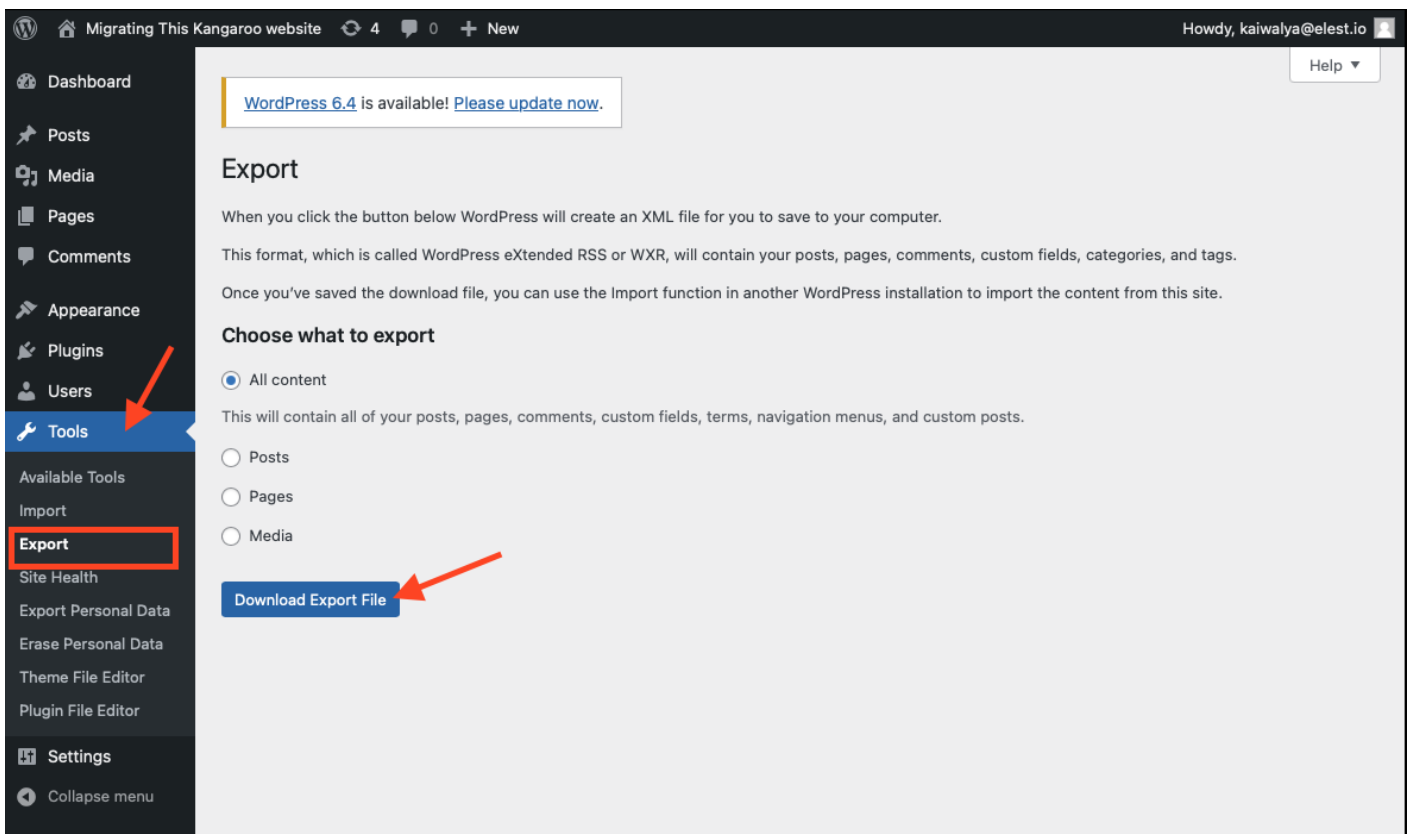 Migrating This Kangaroo website 4 0 New Howdy, kaiwalya@elest.io
Help
Dashboard
Posts
Media
Pages
Comments
Appearance
Plugins
Users
Tools
Available Tools
Import
Export
Site Health
Export Personal Data
Erase Personal Data
Theme File Editor
Plugin File Editor
Settings
Collapse menu
WordPress 6.4 is available! Please update now.
Export
When you click the button below WordPress will create an XML file for you to save to your computer.
This format, which is called WordPress eXtended RSS or WXR, will contain your posts, pages, comments, custom fields, categories, and tags.
Once you’ve saved the download file, you can use the Import function in another WordPress installation to import the content from this site.
Choose what to export
All content
This will contain all of your posts, pages, comments, custom fields, terms, navigation menus, and custom posts.
Posts
Pages
Media
Download Export File